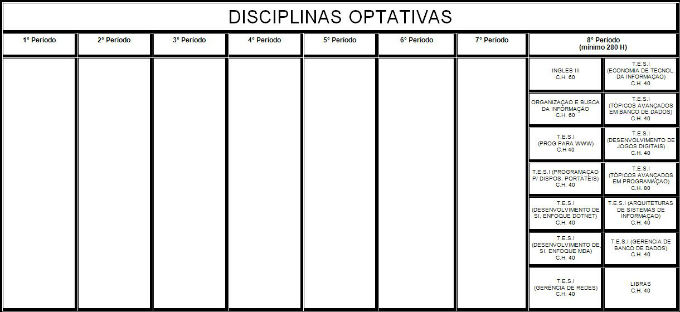 DISCIPLINAS OPTATIVAS
1º Período
2º Período
3º Período
4º Período
5º Período
6º Período
7º Período
8º Período
(mínimo 280 H)
INGLÊS III
C.H. 60
T.E.S.I
(ECONOMIA DE TECNOL.
DA INFORMAÇÃO)
C.H. 40
ORGANIZAÇÃO E BUSCA
DA INFORMAÇÃO
C.H. 60
T.E.S.I
(TÓPICOS AVANÇADOS
EM BANCO DE DADOS)
C.H. 40
T.E.S.I
(PROG PARA WWW)
C.H 40
T.E.S.I
(DESENVOLVIMENTO DE
JOGOS DIGITAIS)
C.H. 40
T.E.S.I (PROGRAMAÇÃO
P/ DISPOS. PORTÁTEIS)
C.H. 40
T.E.S.I
(TÓPICOS AVANÇADOS
EM PROGRAMAÇÃO)
C.H. 80
T.E.S.I
(DESENVOLVIMENTO DE
SI, ENFOQUE DOTNET)
C.H. 40
T.E.S.I (ARQUITETURAS
DE SISTEMAS DE
INFORMAÇÃO)
C.H. 40
T.E.S.I
(DESENVOLVIMENTO DE
SI, ENFOQUE MDA)
C.H. 40
T.E.S.I (GERENCIA DE
BANCO DE DADOS)
C.H. 40
T.E.S.I
(GERENCIA DE REDES)
C.H. 40
LIBRAS
C.H. 40